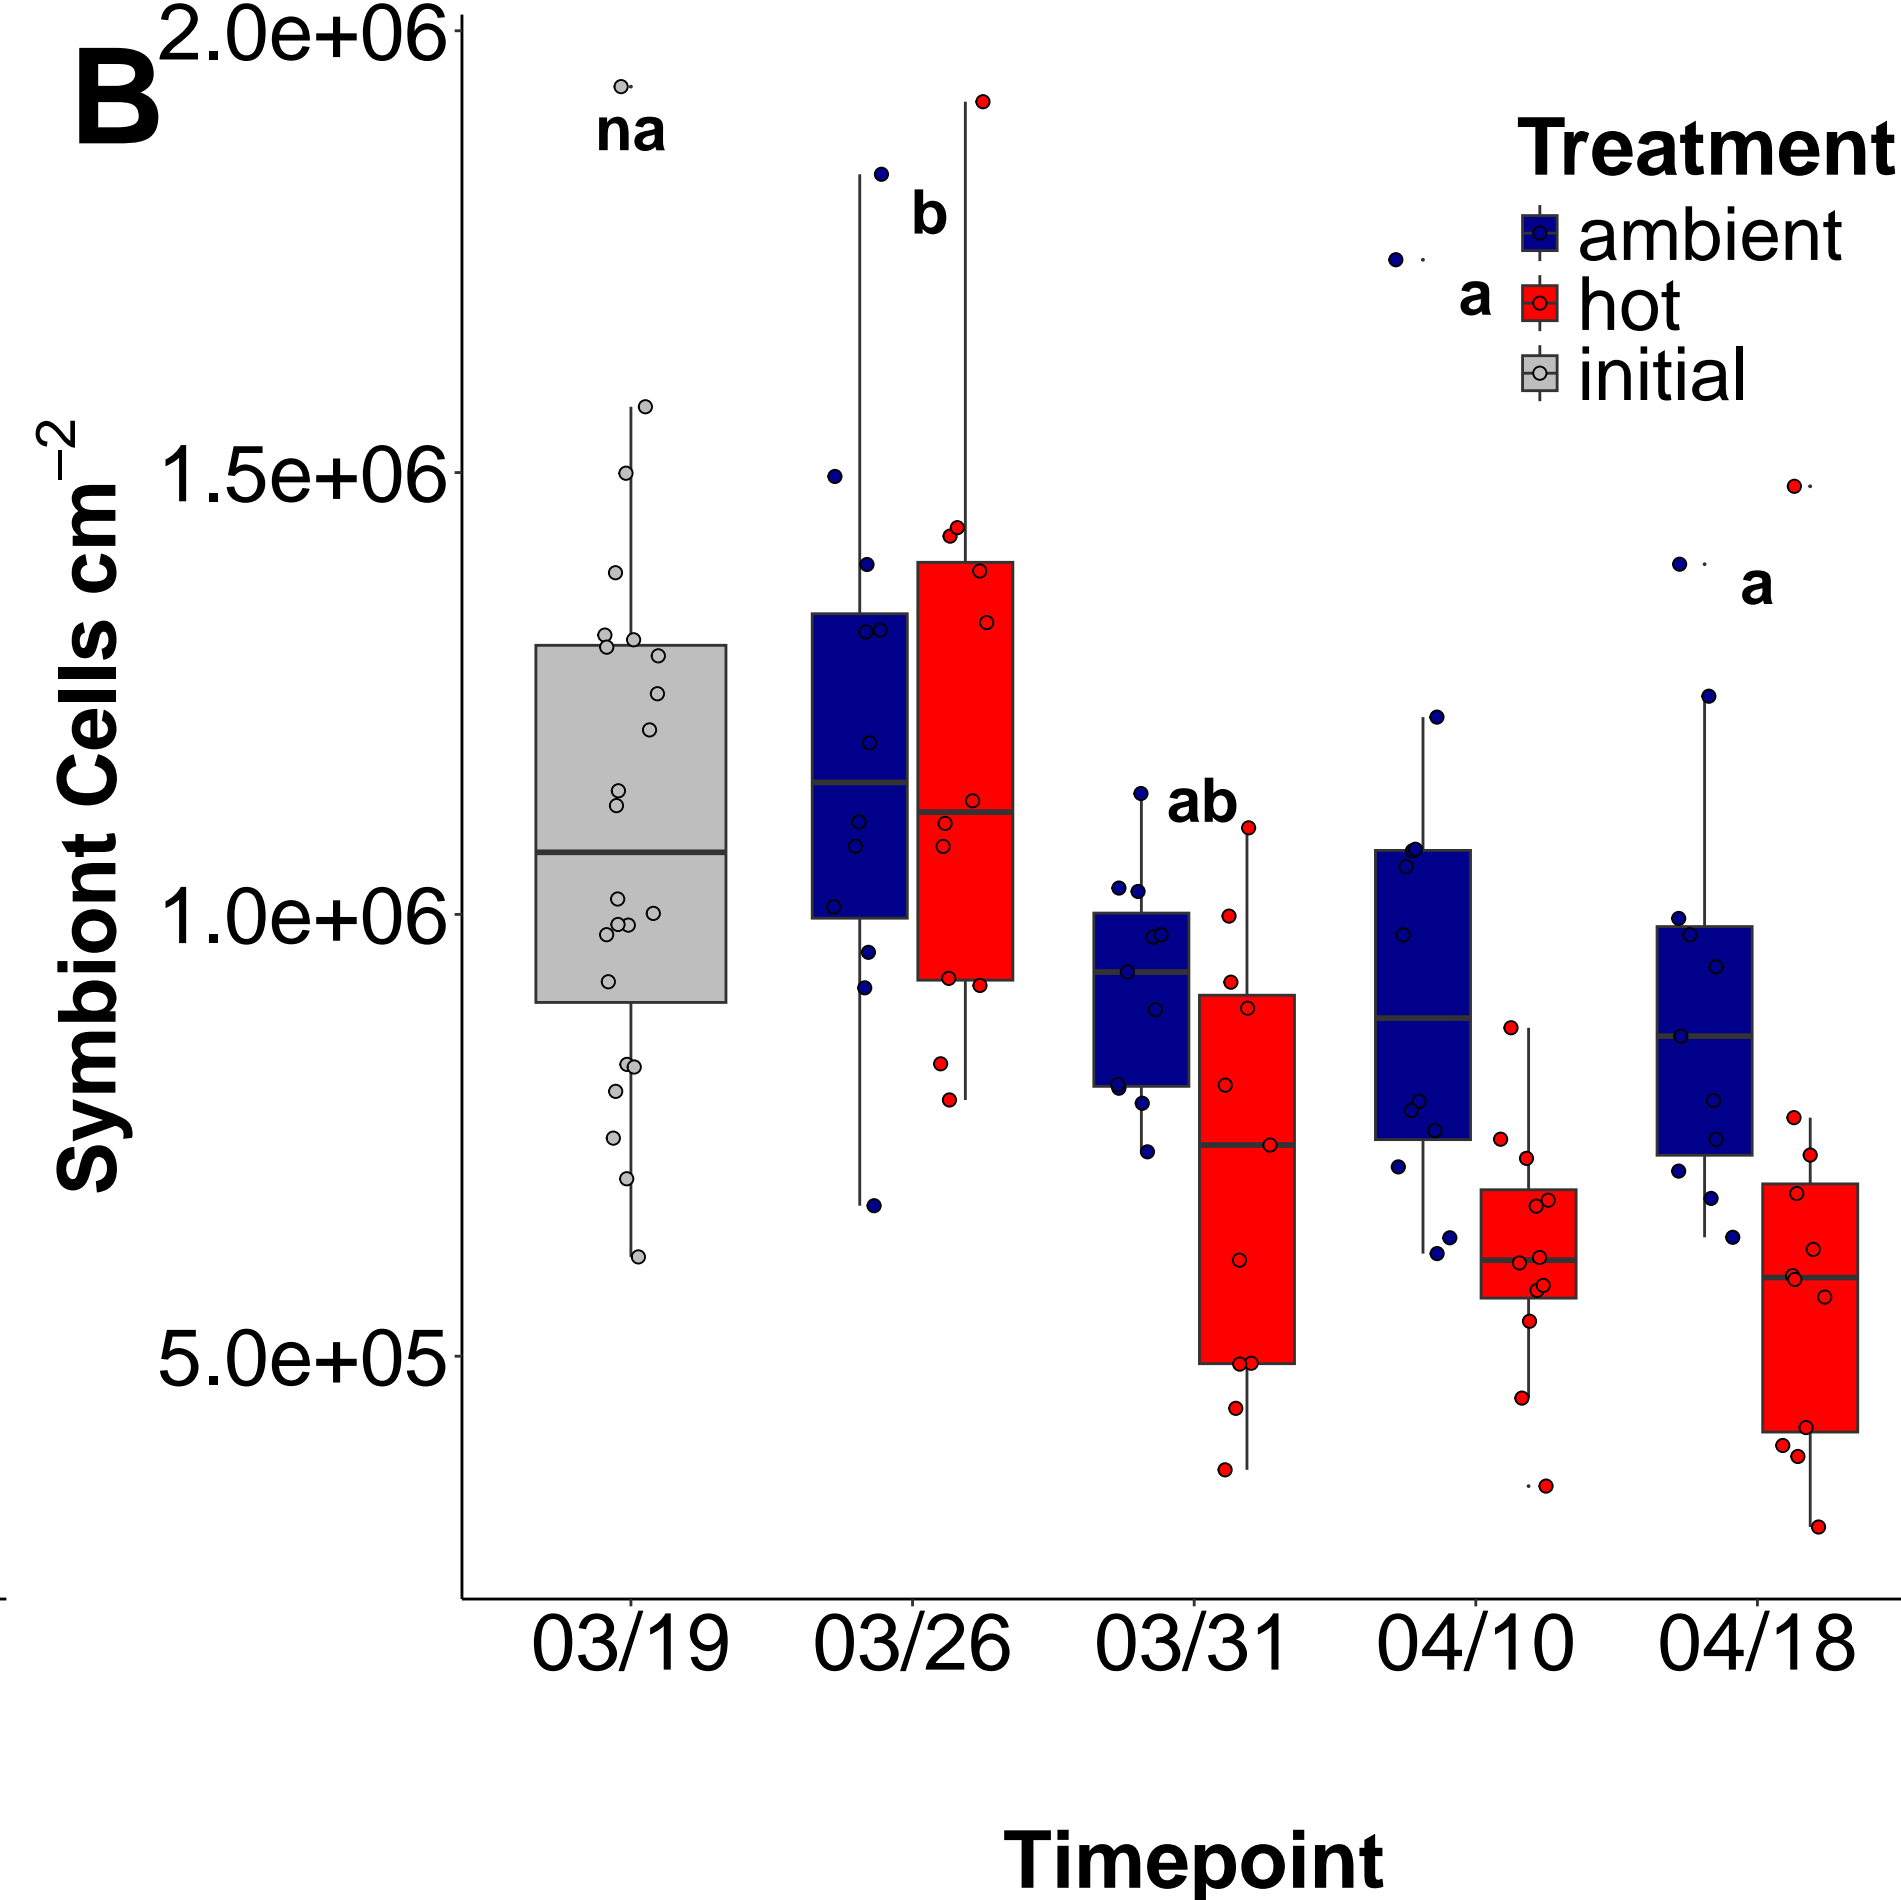 B
2.0e+06
1.5e+06
1.0e+06
5.0e+05
Symbiont Cells cm⁻²
na
b
ab
a
a
Treatment
ambient
hot
initial
03/19 03/26 03/31 04/10 04/18
Timepoint